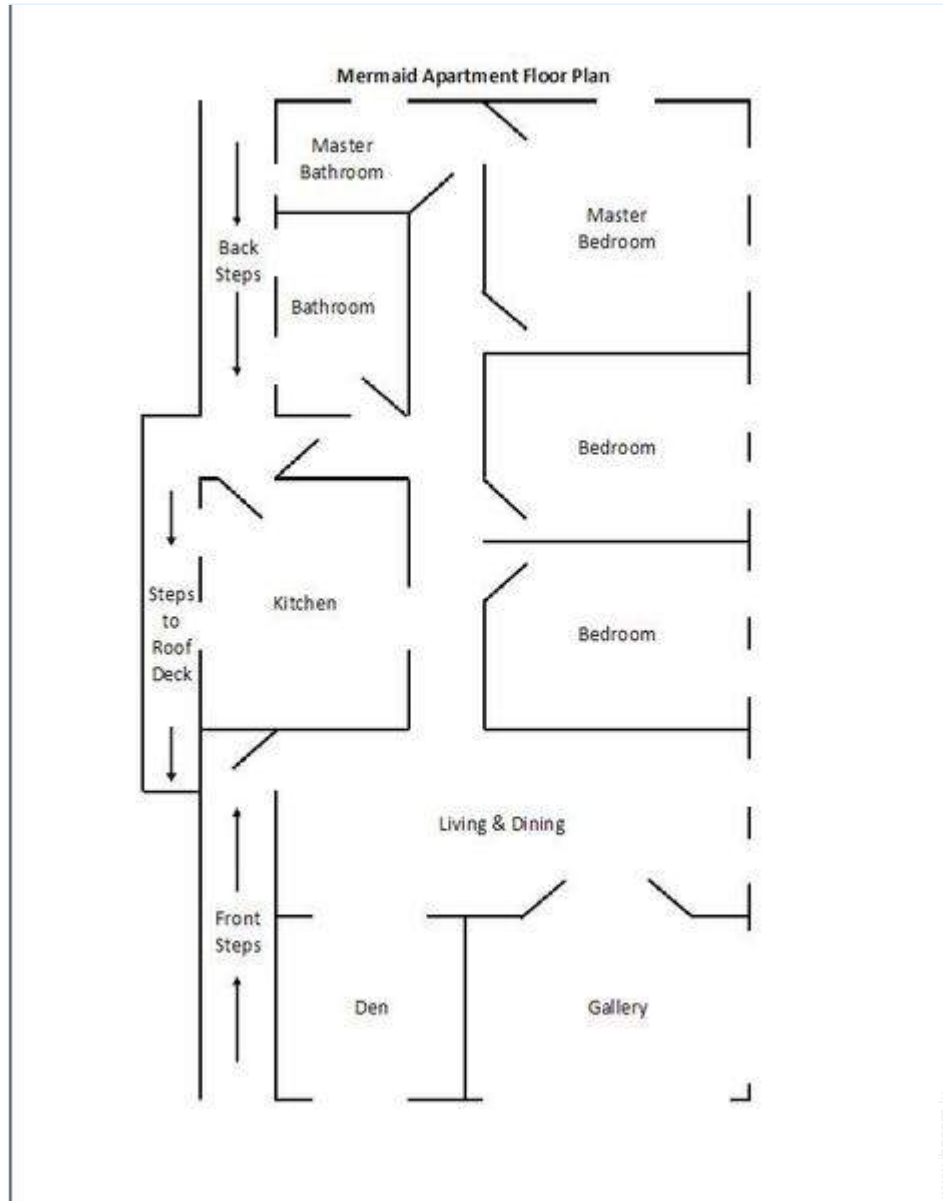 Mermaid Apartment Floor Plan
Master
Bathroom
Master
Bedroom
Back
Steps
Bathroom
Bedroom
Steps
to
Roof
Deck
Kitchen
Bedroom
Living & Dining
Front
Steps
Den
Gallery